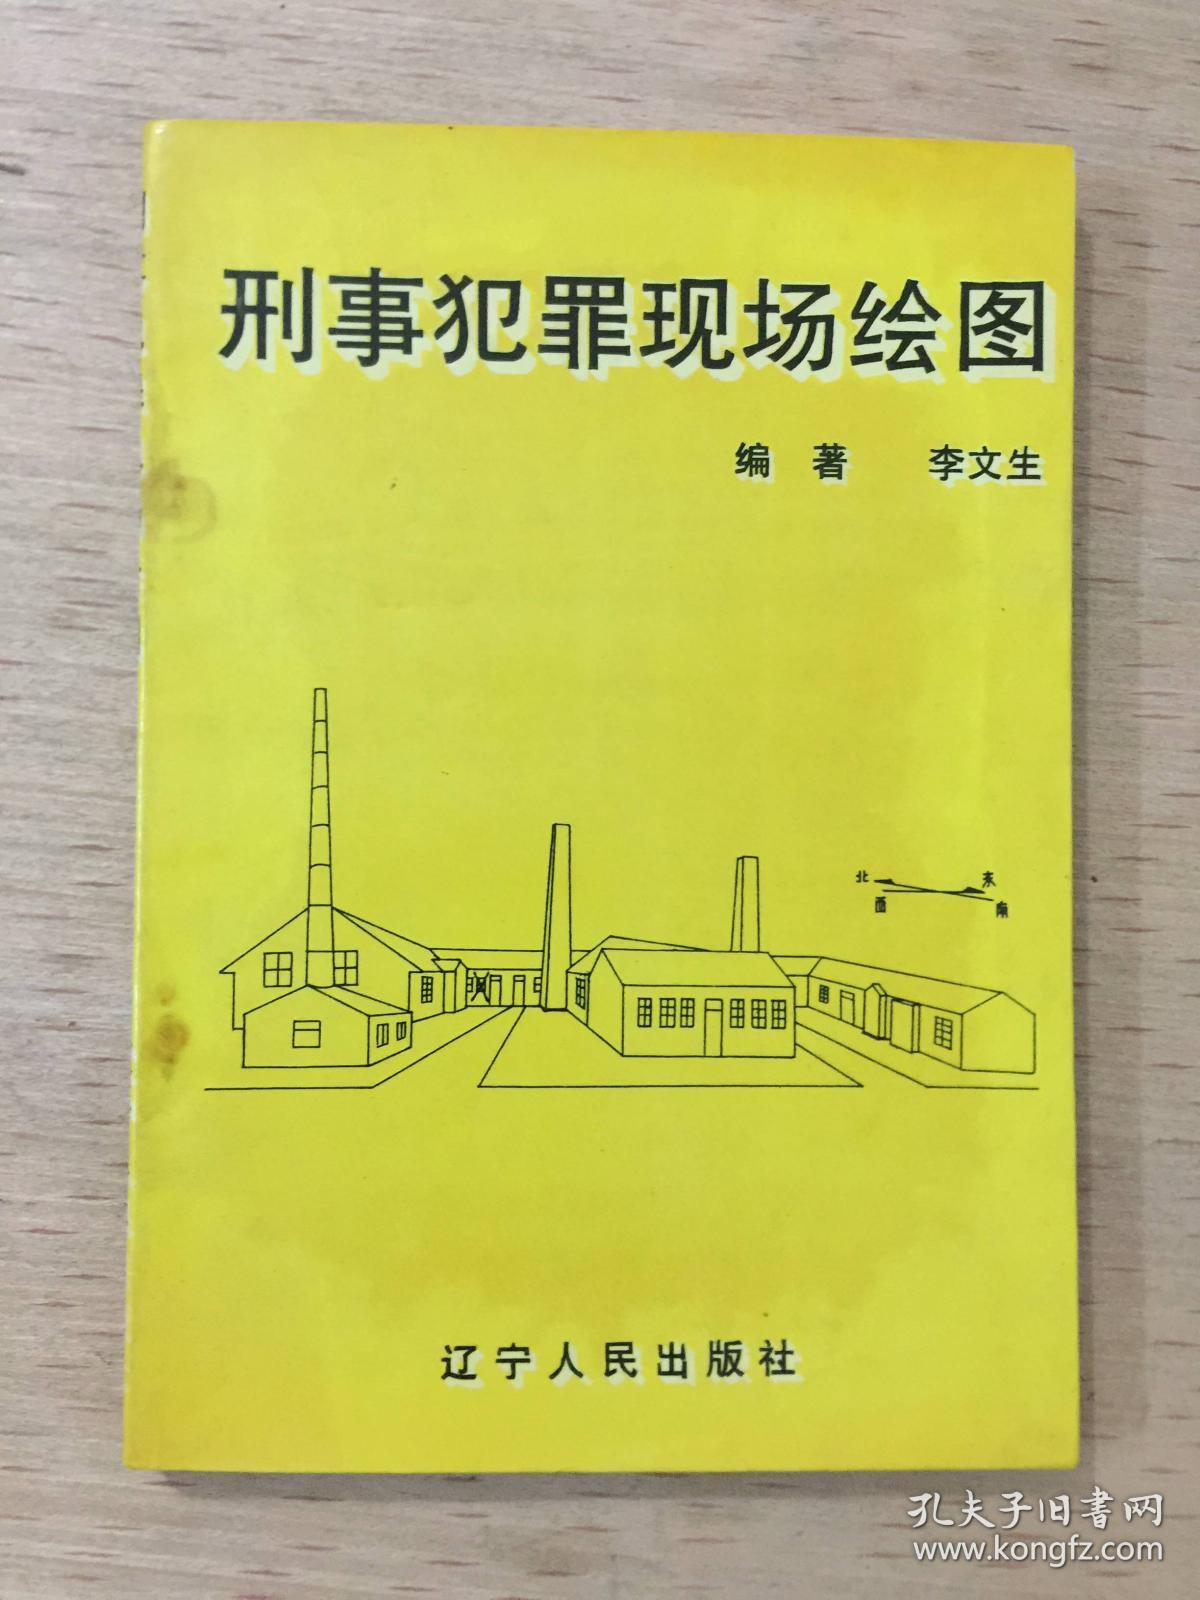 刑事犯罪现场绘图
编 著 李文生
北 东
西 南
辽宁人民出版社
孔夫子旧书网
www.kongfz.com